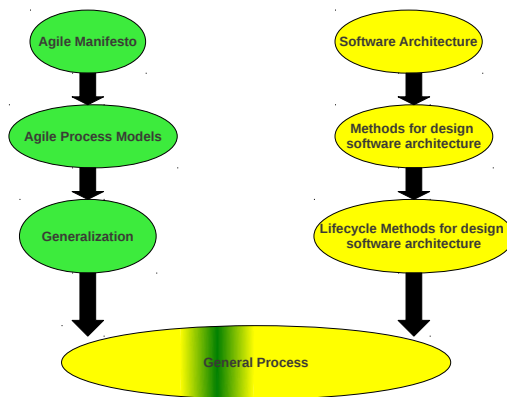 Agile Manifesto
Software Architecture
Agile Process Models
Methods for design
software architecture
Generalization
Lifecycle Methods for design
software architecture
General Process